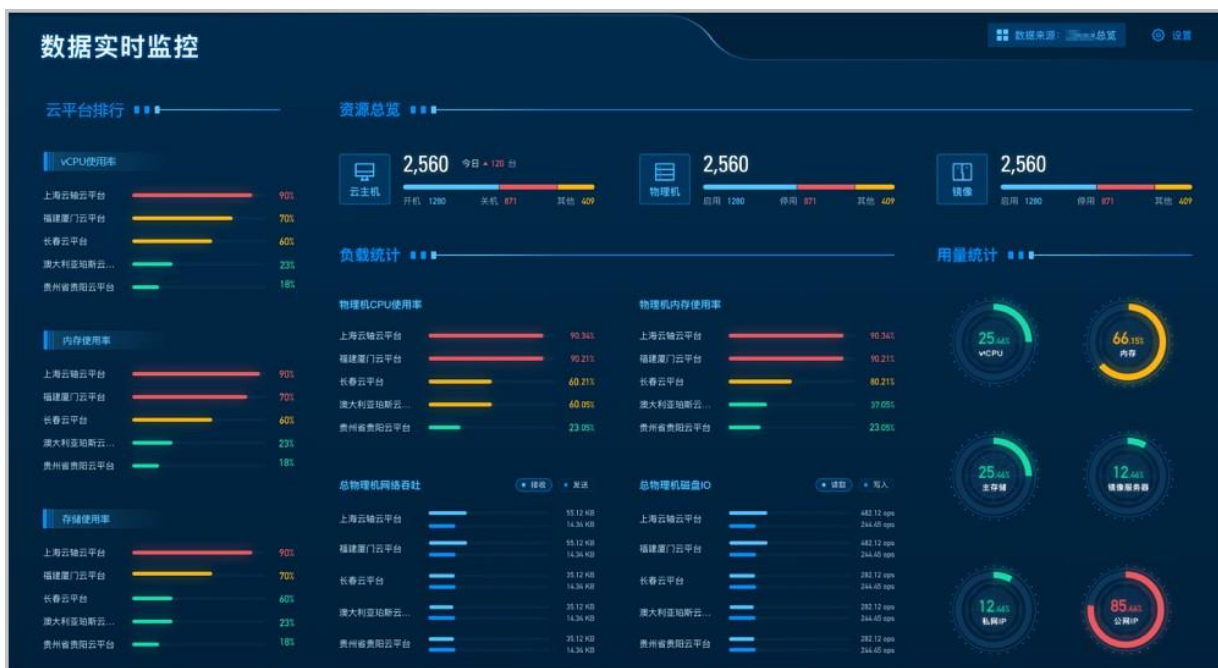 数据实时监控
数据来源: 总览
设置
云平台排行
vCPU使用率
上海云轴云平台 90%
福建厦门云平台 70%
长春云平台 60%
澳大利亚珀斯云... 23%
贵州省贵阳云平台 18%
内存使用率
上海云轴云平台 90%
福建厦门云平台 70%
长春云平台 60%
澳大利亚珀斯云... 23%
贵州省贵阳云平台 18%
存储使用率
上海云轴云平台 90%
福建厦门云平台 70%
长春云平台 60%
澳大利亚珀斯云... 23%
贵州省贵阳云平台 18%
资源总览
云主机
2,560 今日 ▲ 120 台
开机 1280 关机 871 其他 409
物理机
2,560
启用 1280 停用 871 其他 409
镜像
2,560
启用 1280 停用 871 其他 409
负载统计
物理机CPU使用率
上海云轴云平台 90.34%
福建厦门云平台 90.21%
长春云平台 60.21%
澳大利亚珀斯云... 60.05%
贵州省贵阳云平台 23.05%
物理机内存使用率
上海云轴云平台 90.34%
福建厦门云平台 90.21%
长春云平台 80.21%
澳大利亚珀斯云... 37.05%
贵州省贵阳云平台 23.05%
总物理机网络吞吐 接收 发送
上海云轴云平台 55.12 KB
14.34 KB
福建厦门云平台 55.12 KB
14.34 KB
长春云平台 35.12 KB
14.34 KB
澳大利亚珀斯云... 35.12 KB
14.34 KB
贵州省贵阳云平台 35.12 KB
14.34 KB
总物理机磁盘IO 读取 写入
上海云轴云平台 482.12 ops
244.45 ops
福建厦门云平台 482.12 ops
244.45 ops
长春云平台 282.12 ops
244.45 ops
澳大利亚珀斯云... 282.12 ops
244.45 ops
贵州省贵阳云平台 282.12 ops
244.45 ops
用量统计
25.46%
vCPU
66.15%
内存
25.46%
主存储
12.46%
镜像服务器
12.46%
私网IP
85.46%
公网IP